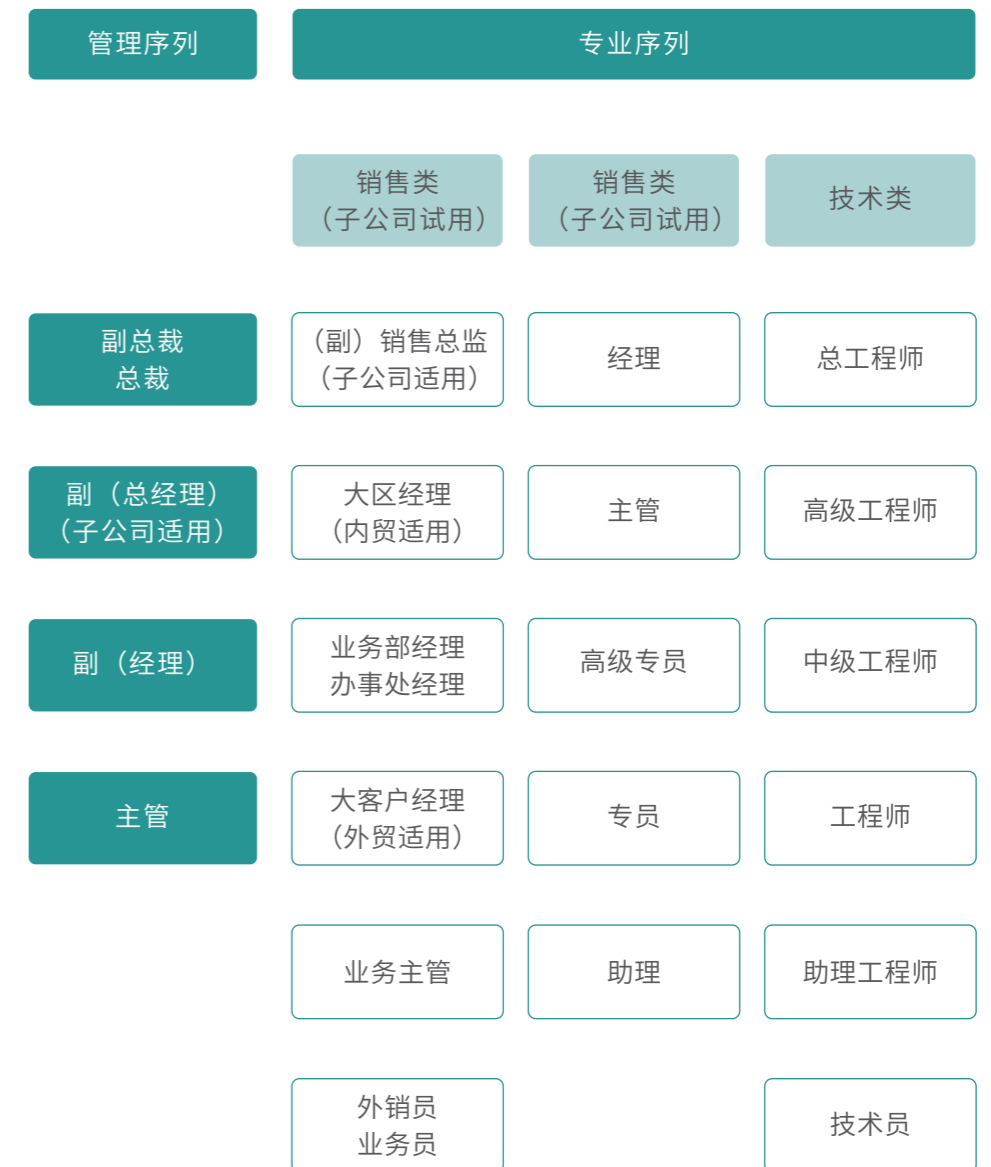 管理序列
专业序列
销售类
（子公司试用）
销售类
（子公司试用）
技术类
副总裁
总裁
（副）销售总监
（子公司适用）
经理
总工程师
副（总经理）
（子公司适用）
大区经理
（内贸适用）
主管
高级工程师
副（经理）
业务部经理
办事处经理
高级专员
中级工程师
主管
大客户经理
（外贸适用）
专员
工程师
业务主管
助理
助理工程师
外销员
业务员
技术员